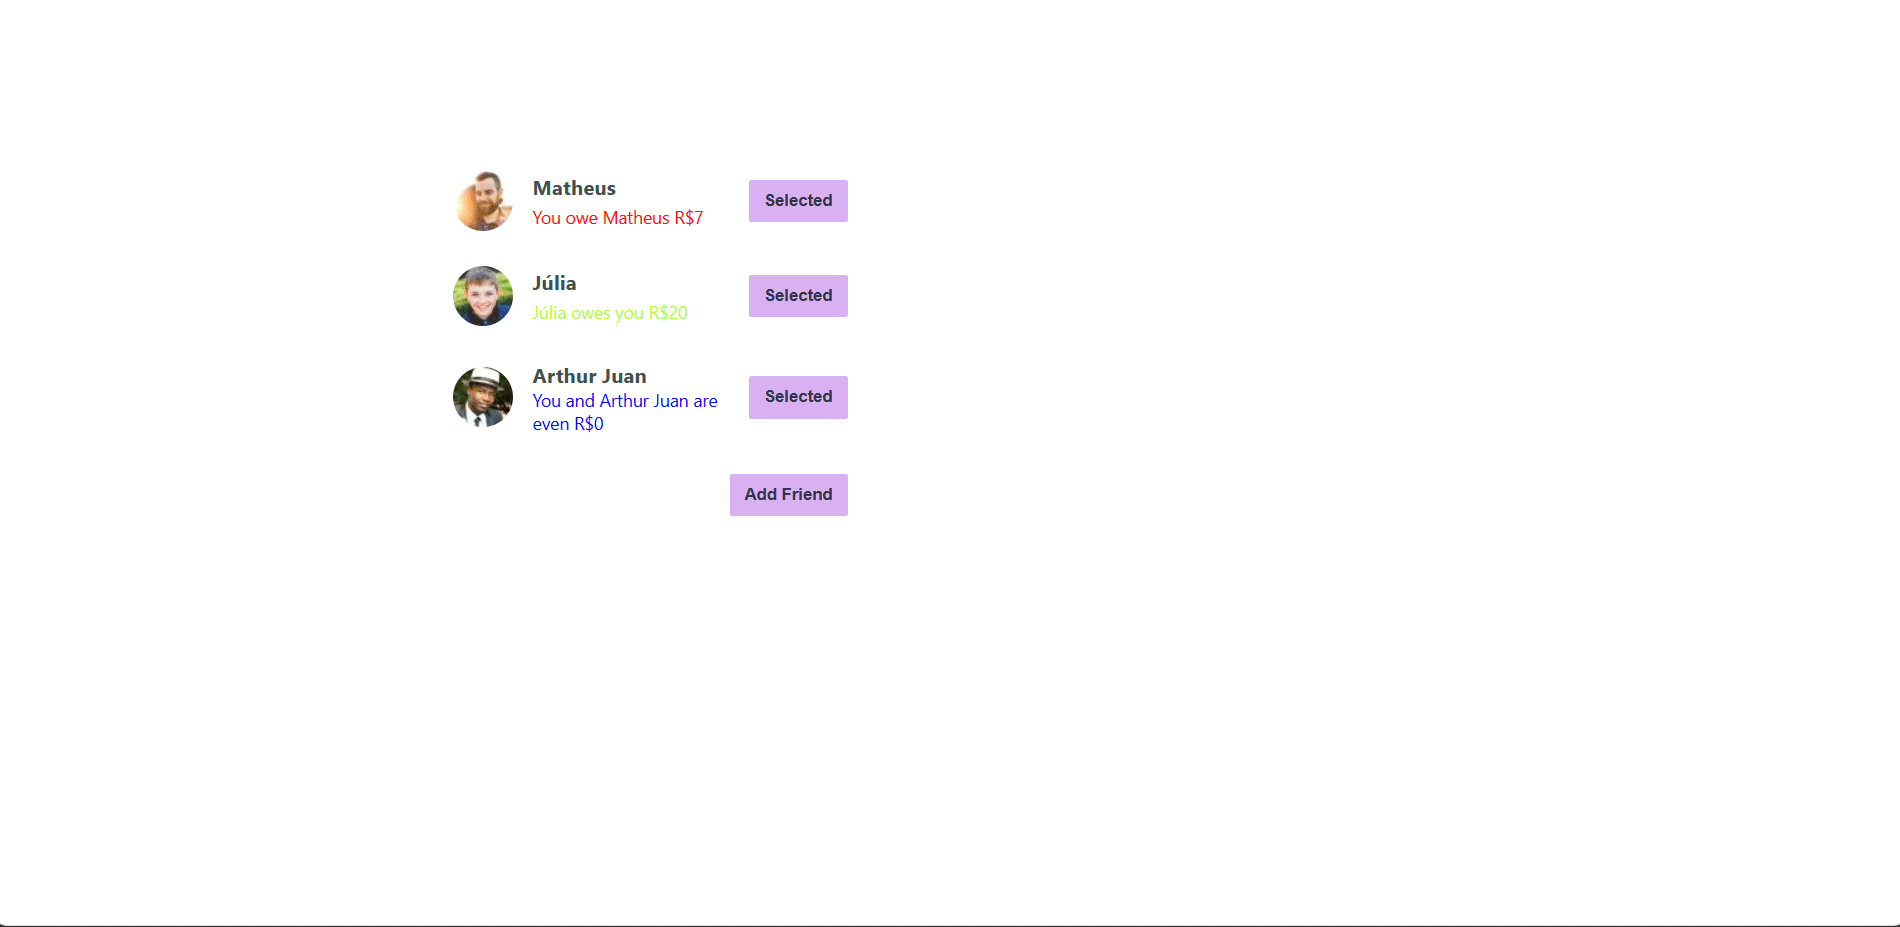 Matheus
You owe Matheus R$7
Selected
Júlia
Júlia owes you R$20
Selected
Arthur Juan
You and Arthur Juan are
even R$0
Selected
Add Friend